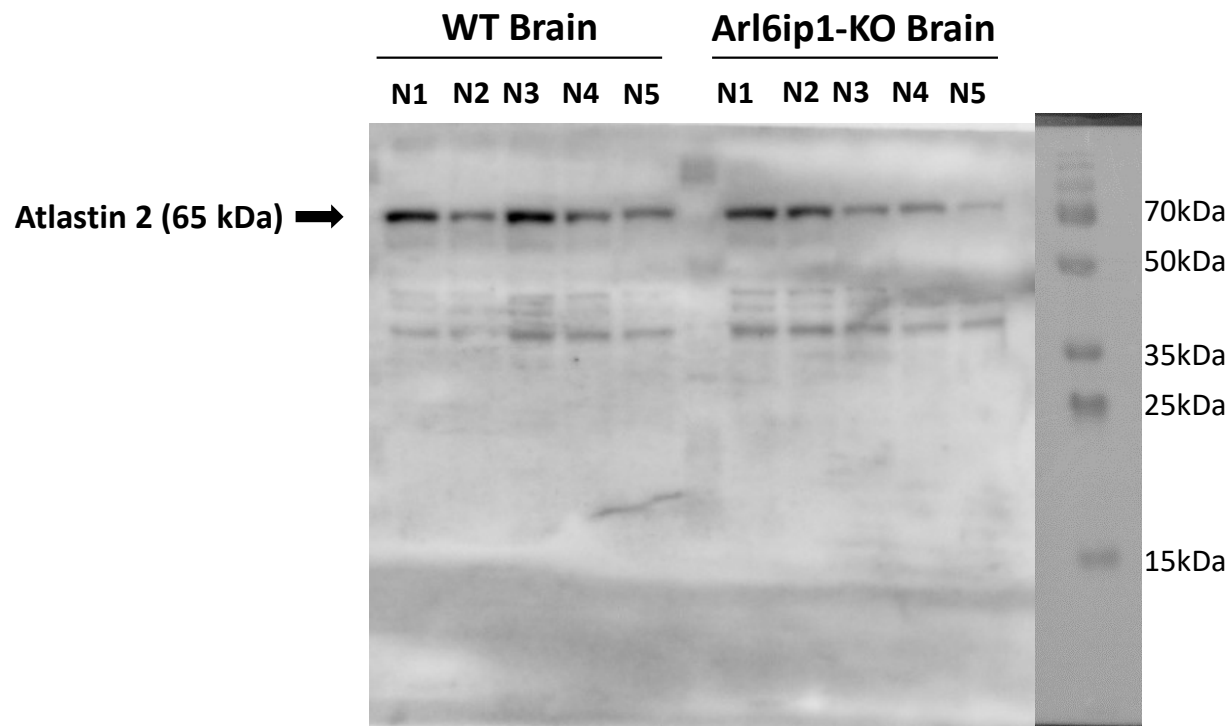 WT Brain Arl6ip1-KO Brain
N1 N2 N3 N4 N5 N1 N2 N3 N4 N5
Atlastin 2 (65 kDa)
70kDa
50kDa
35kDa
25kDa
15kDa